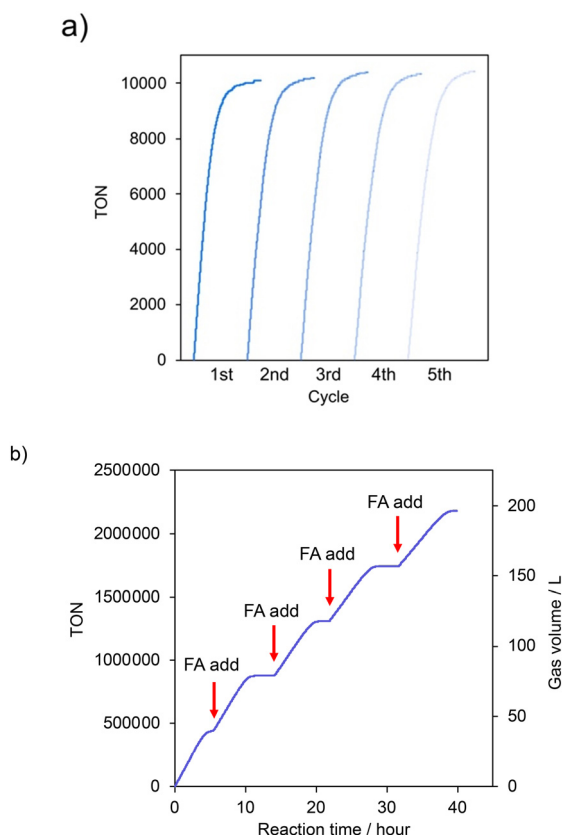 a)
10000
8000
6000
4000
2000
0
TON
1st 2nd 3rd 4th 5th
Cycle
b)
2500000
2000000
1500000
1000000
500000
0
TON
FA add
FA add
FA add
FA add
200
150
100
50
0
Gas volume / L
0 10 20 30 40
Reaction time / hour